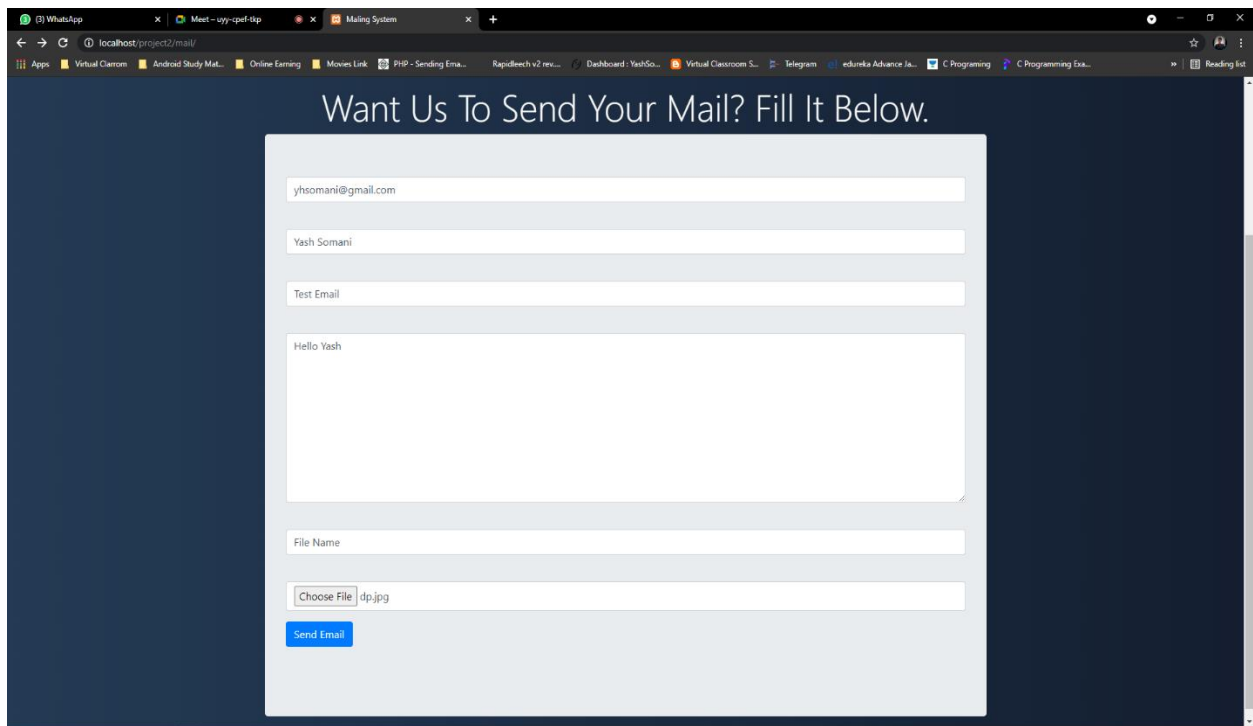 (3) WhatsApp
Meet – uyy-cpef-tkp
Maling System
localhost/project2/mail/
Apps Virtual Clarrom Android Study Mat... Online Earning Movies Link PHP - Sending Ema... Rapidleech v2 rev.... Dashboard : YashSo... Virtual Classroom S... Telegram edureka Advance Ja... C Programing C Programming Exa... » Reading list
Want Us To Send Your Mail? Fill It Below.
yhsomani@gmail.com
Yash Somani
Test Email
Hello Yash
File Name
Choose File dp.jpg
Send Email